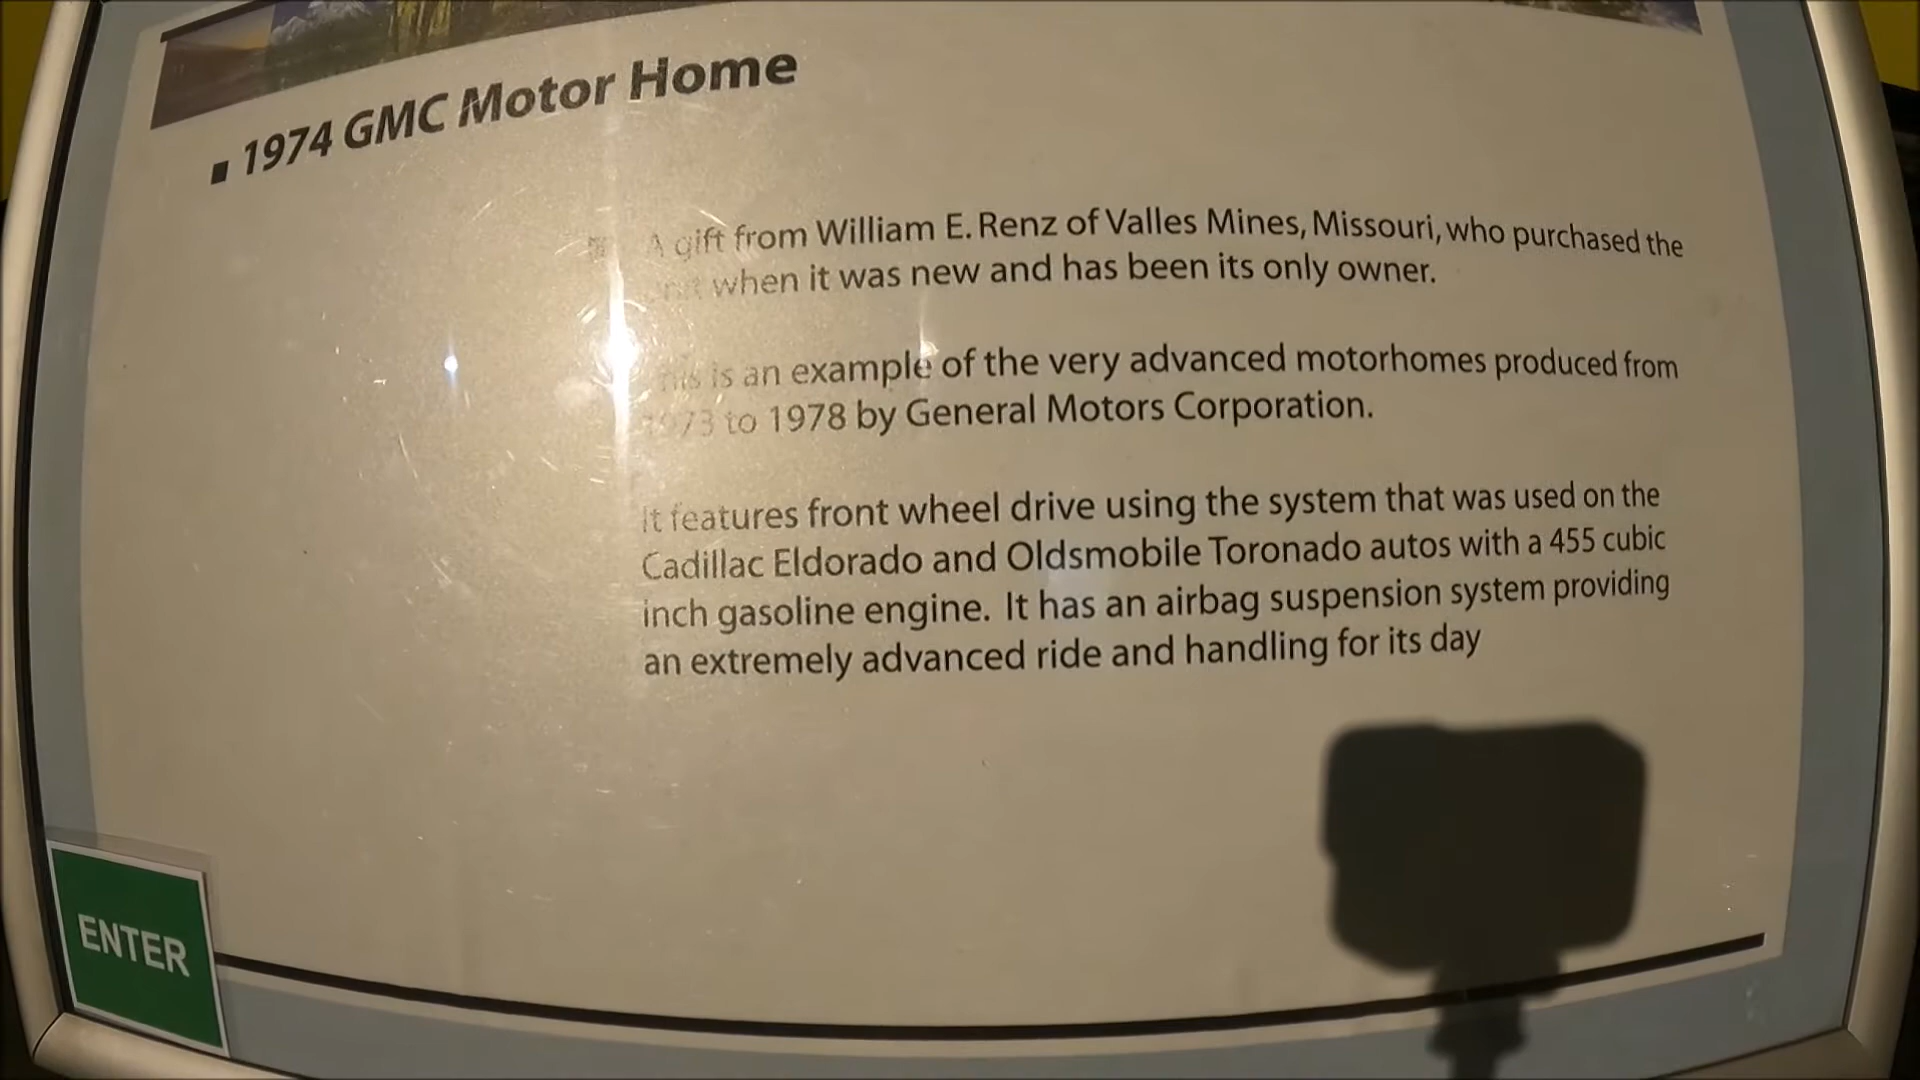 ▪ 1974 GMC Motor Home
A gift from William E. Renz of Valles Mines, Missouri, who purchased the
unit when it was new and has been its only owner.
This is an example of the very advanced motorhomes produced from
1973 to 1978 by General Motors Corporation.
It features front wheel drive using the system that was used on the
Cadillac Eldorado and Oldsmobile Toronado autos with a 455 cubic
inch gasoline engine. It has an airbag suspension system providing
an extremely advanced ride and handling for its day
ENTER